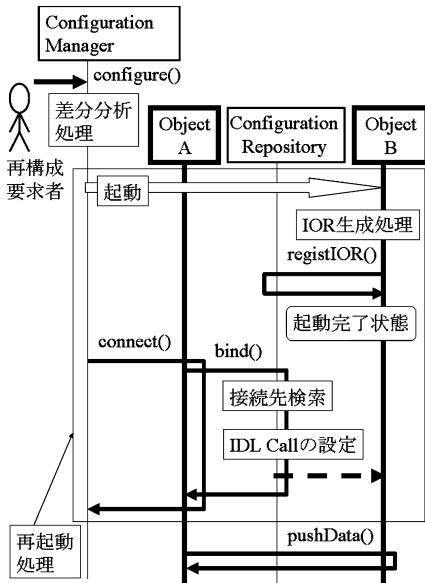 Configuration
Manager
configure()
差分分析
処理
再構成
要求者
Object
A
Configuration
Repository
Object
B
起動
IOR生成処理
registIOR()
起動完了状態
connect()
bind()
接続先検索
IDL Callの設定
再起動
処理
pushData()